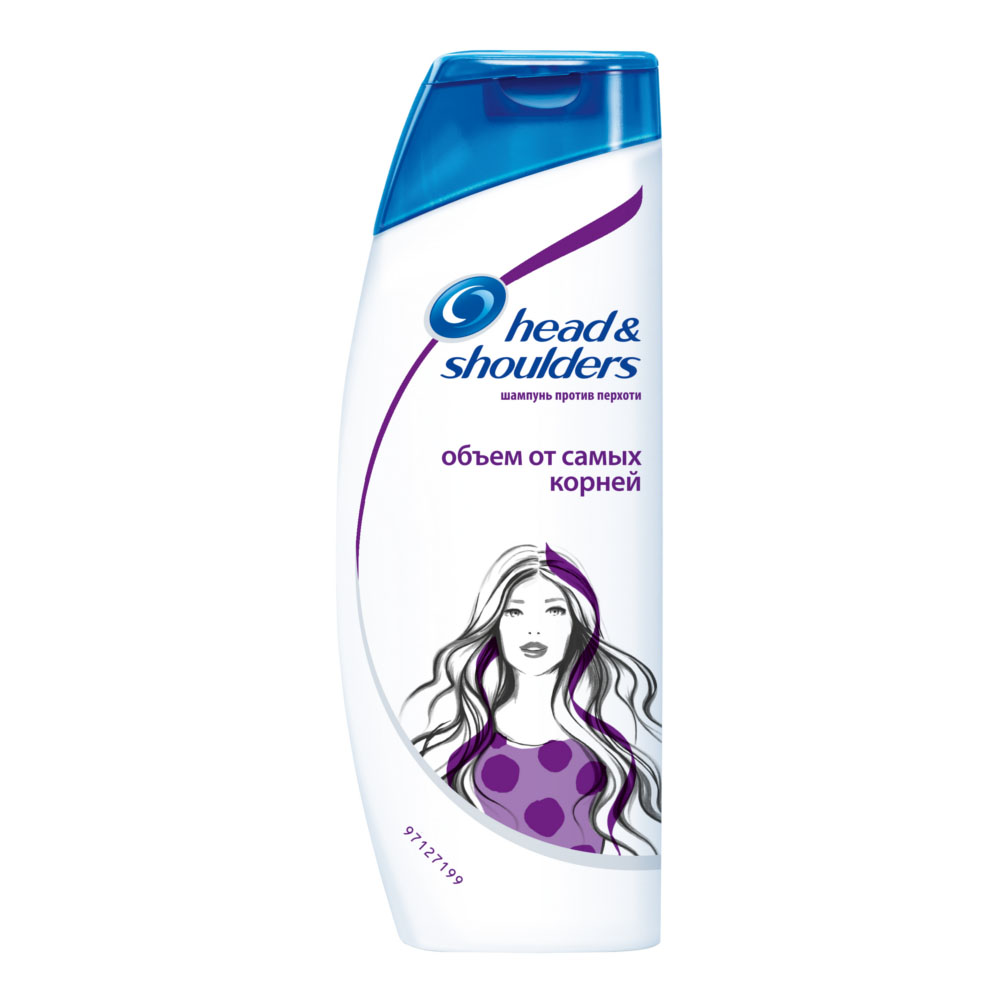 head &
shoulders
шампунь против перхоти
объем от самых
корней
97127199